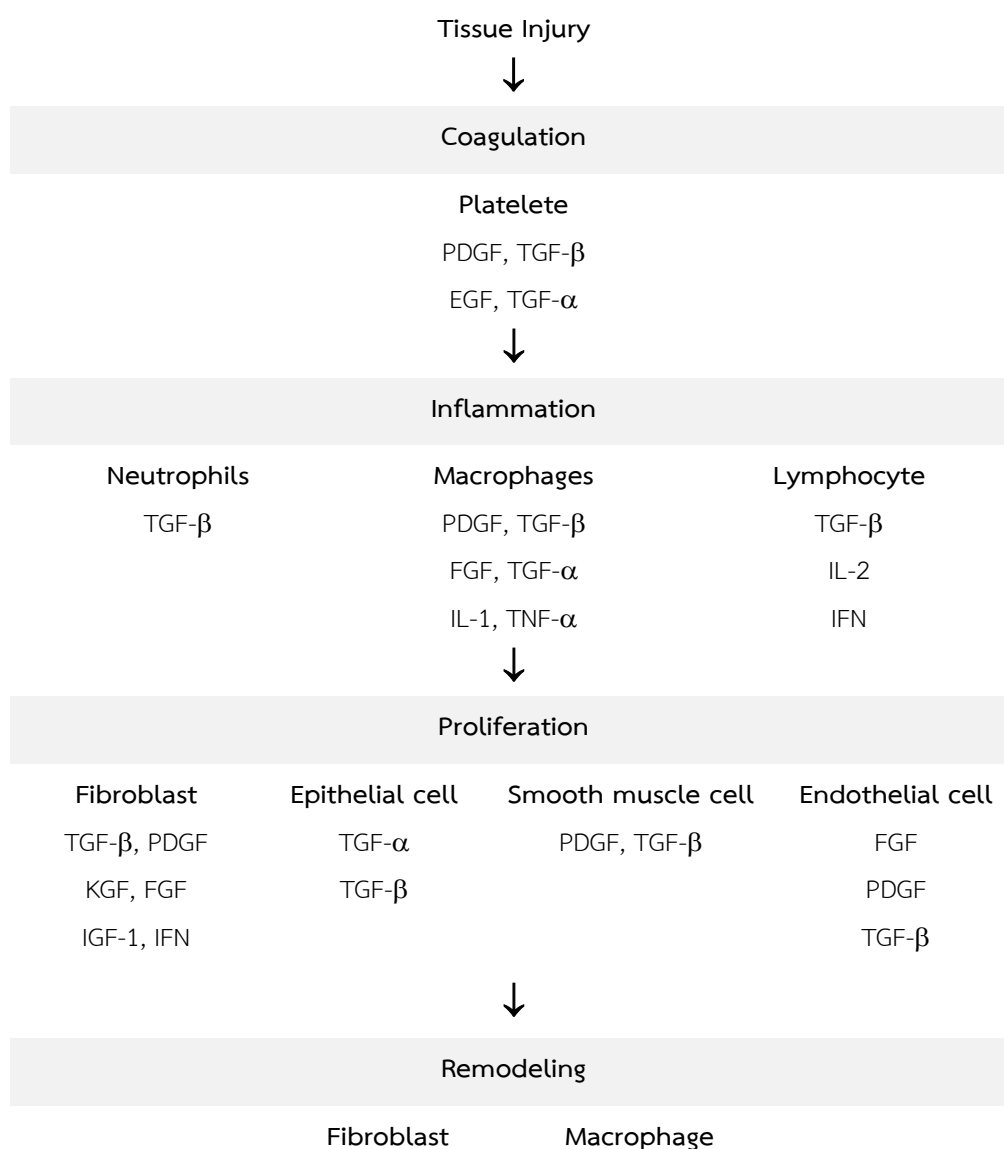 Tissue Injury
↓
Coagulation
Platelete
PDGF, TGF-β
EGF, TGF-α
↓
Inflammation
Neutrophils Macrophages Lymphocyte
TGF-β PDGF, TGF-β TGF-β
FGF, TGF-α IL-2
IL-1, TNF-α IFN
↓
Proliferation
Fibroblast Epithelial cell Smooth muscle cell Endothelial cell
TGF-β, PDGF TGF-α PDGF, TGF-β FGF
KGF, FGF TGF-β PDGF
IGF-1, IFN TGF-β
↓
Remodeling
Fibroblast Macrophage